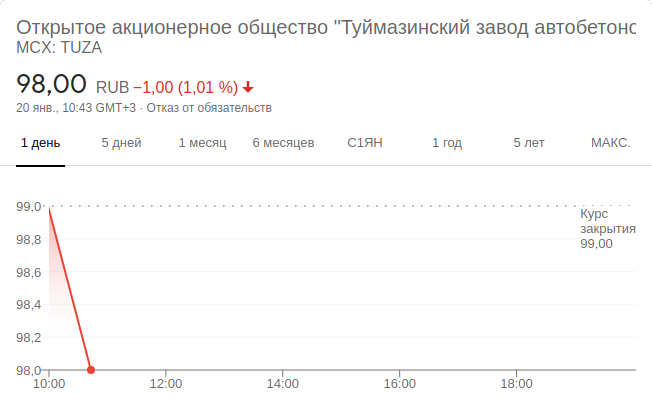 Открытое акционерное общество "Туймазинский завод автобетоно
MCX: TUZA
98,00 RUB −1,00 (1,01 %)
20 янв., 10:43 GMT+3 · Отказ от обязательств
1 день 5 дней 1 месяц 6 месяцев С1ЯН 1 год 5 лет МАКС.
99,0
Курс
закрытия
99,00
98,8
98,6
98,4
98,2
98,0
10:00 12:00 14:00 16:00 18:00